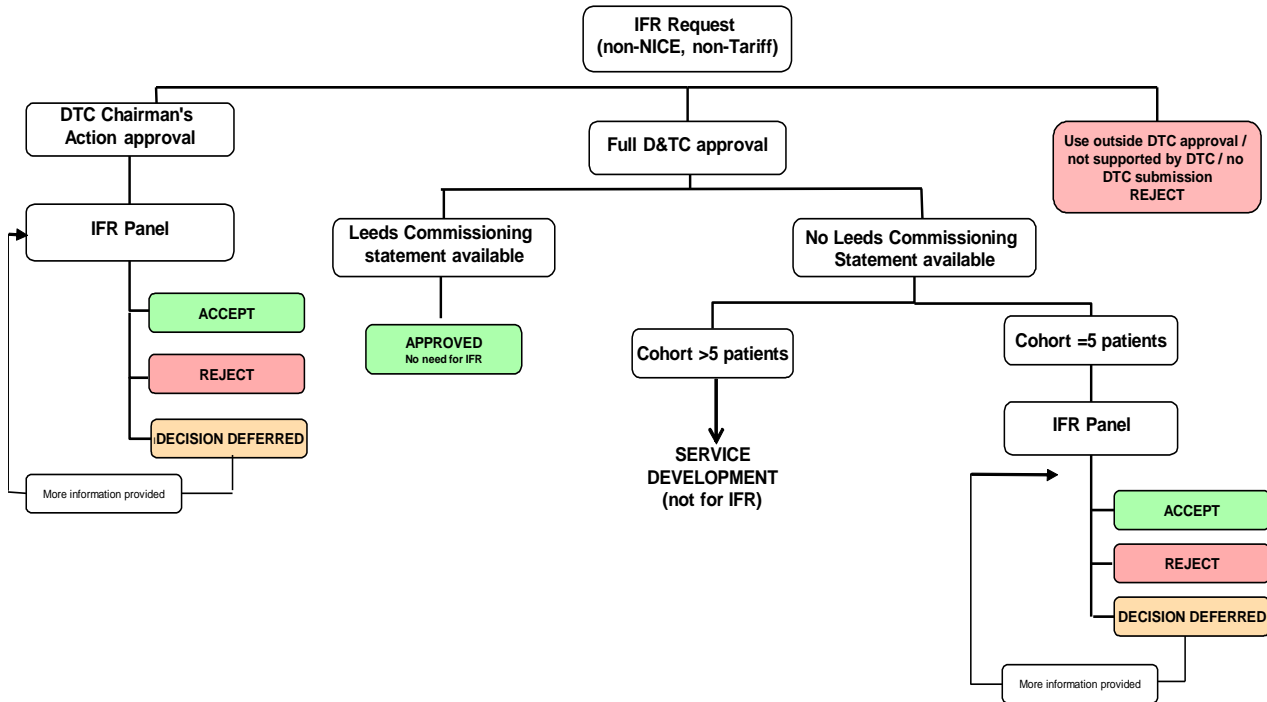 IFR Request
(non-NICE, non-Tariff)
DTC Chairman's
Action approval
Full D&TC approval
Use outside DTC approval /
not supported by DTC / no
DTC submission
REJECT
IFR Panel
Leeds Commissioning
statement available
No Leeds Commissioning
Statement available
ACCEPT
REJECT
DECISION DEFERRED
More information provided
APPROVED
No need for IFR
Cohort >5 patients
SERVICE
DEVELOPMENT
(not for IFR)
Cohort =5 patients
IFR Panel
ACCEPT
REJECT
DECISION DEFERRED
More information provided